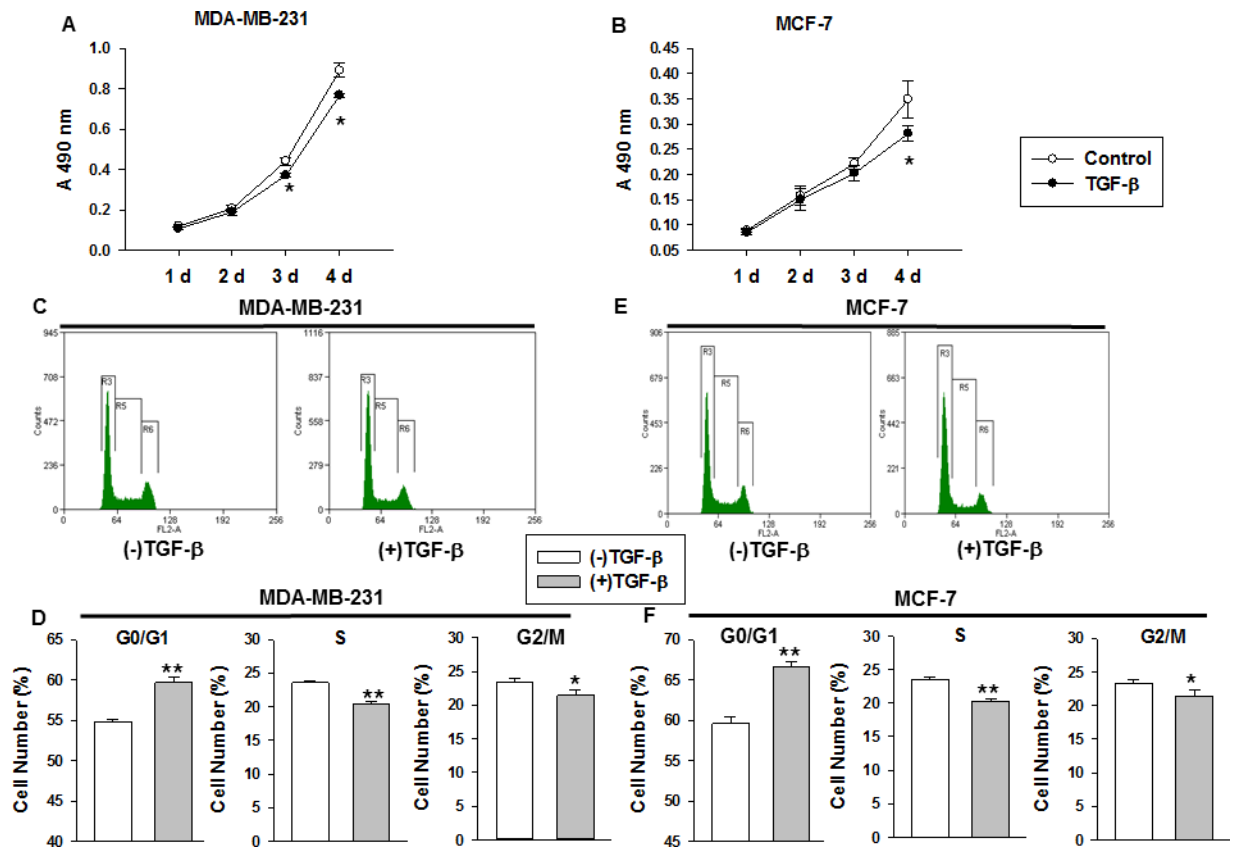 A MDA-MB-231
A 490 nm
1.0
0.8
0.6
0.4
0.2
0.0
*
*
1 d 2 d 3 d 4 d
B MCF-7
A 490 nm
0.45
0.40
0.35
0.30
0.25
0.20
0.15
0.10
0.05
*
1 d 2 d 3 d 4 d
Control
TGF-β
C MDA-MB-231
945
708
472
236
0
Counts
R3
R5
R6
0 64 128 192 256
FL2-A
(-)TGF-β
1116
837
558
279
0
Counts
R3
R5
R6
0 64 128 192 256
FL2-A
(+)TGF-β
E MCF-7
906
679
453
226
0
Counts
R3
R5
R6
0 64 128 192 256
FL2-A
(-)TGF-β
885
663
442
221
0
Counts
R3
R5
R6
0 64 128 192 256
FL2-A
(+)TGF-β
(-)TGF-β
(+)TGF-β
D MDA-MB-231
G0/G1
Cell Number (%)
65
60
55
50
45
40
**
S
Cell Number (%)
30
25
20
15
10
5
0
**
G2/M
Cell Number (%)
30
25
20
15
10
5
0
*
F MCF-7
G0/G1
Cell Number (%)
70
65
60
55
50
45
**
S
Cell Number (%)
30
25
20
15
10
5
0
**
G2/M
Cell Number (%)
30
25
20
15
10
5
0
*